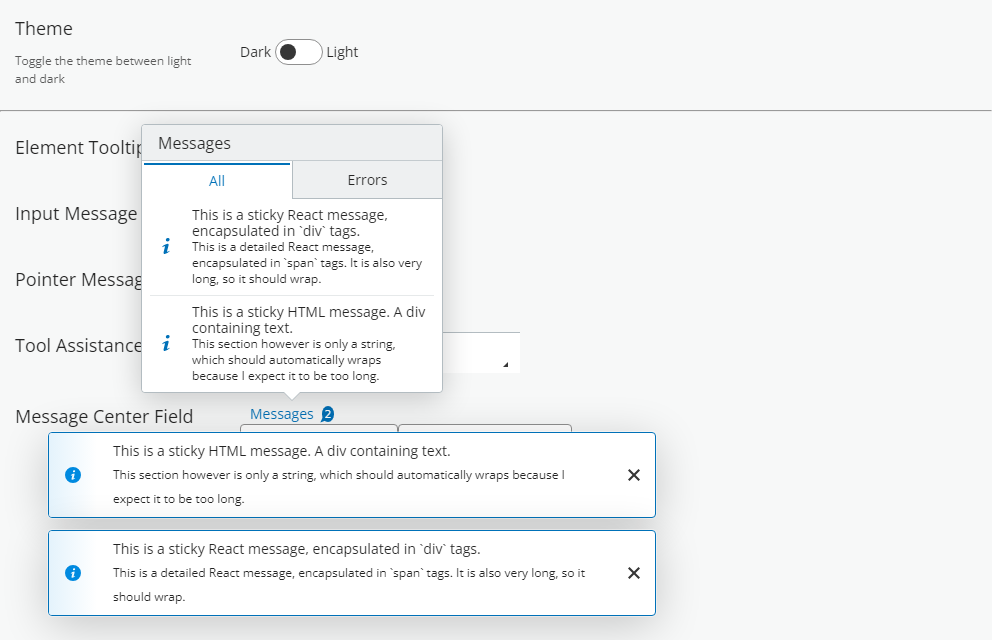 Theme
Toggle the theme between light
and dark
Dark
Light
Element Tooltip
Input Message
Pointer Messag
Tool Assistance
Messages
All
Errors
This is a sticky React message,
encapsulated in `div` tags.
This is a detailed React message,
encapsulated in `span` tags. It is also very
long, so it should wrap.
This is a sticky HTML message. A div
containing text.
This section however is only a string,
which should automatically wraps
because I expect it to be too long.
Message Center Field
Messages 2
This is a sticky HTML message. A div containing text.
This section however is only a string, which should automatically wraps because I
expect it to be too long.
This is a sticky React message, encapsulated in `div` tags.
This is a detailed React message, encapsulated in `span` tags. It is also very long, so it
should wrap.